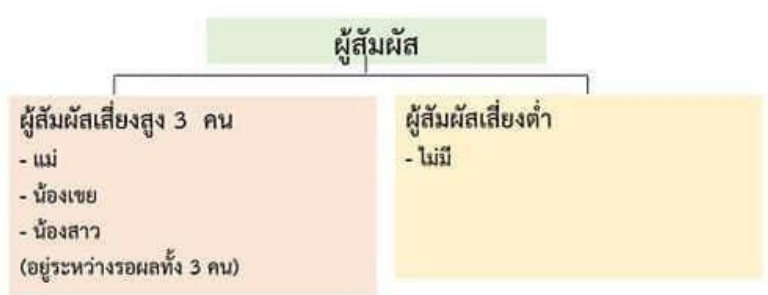 ผู้สัมผัส
ผู้สัมผัสเสี่ยงสูง 3 คน
- แม่
- น้องเขย
- น้องสาว
(อยู่ระหว่างรอผลทั้ง 3 คน)
ผู้สัมผัสเสี่ยงต่ำ
- ไม่มี